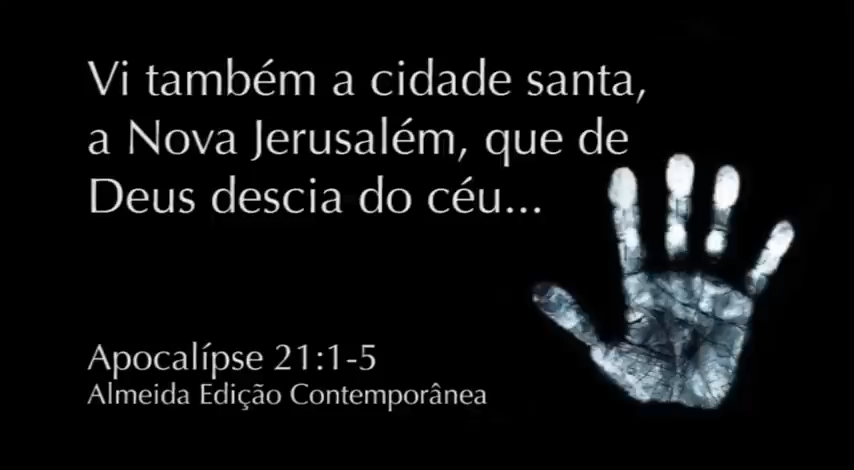 Vi também a cidade santa,
a Nova Jerusalém, que de
Deus descia do céu...
Apocalípse 21:1-5
Almeida Edição Contemporânea